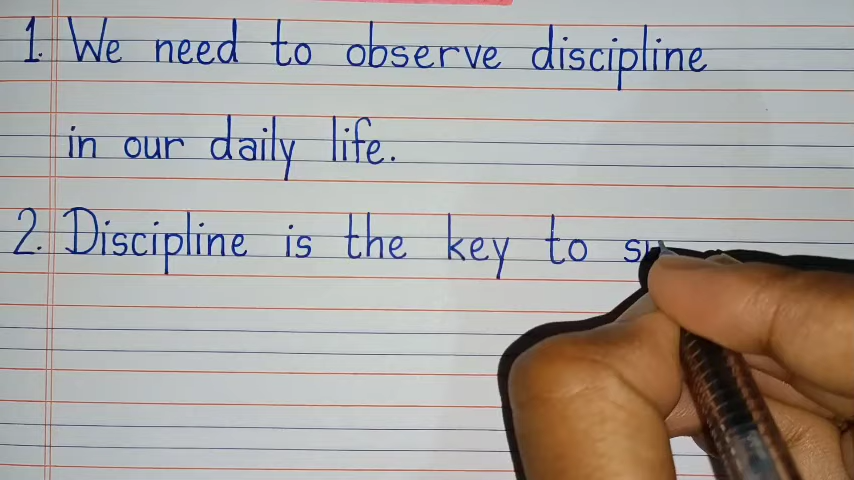 1. We need to observe discipline
in our daily life.
2. Discipline is the key to